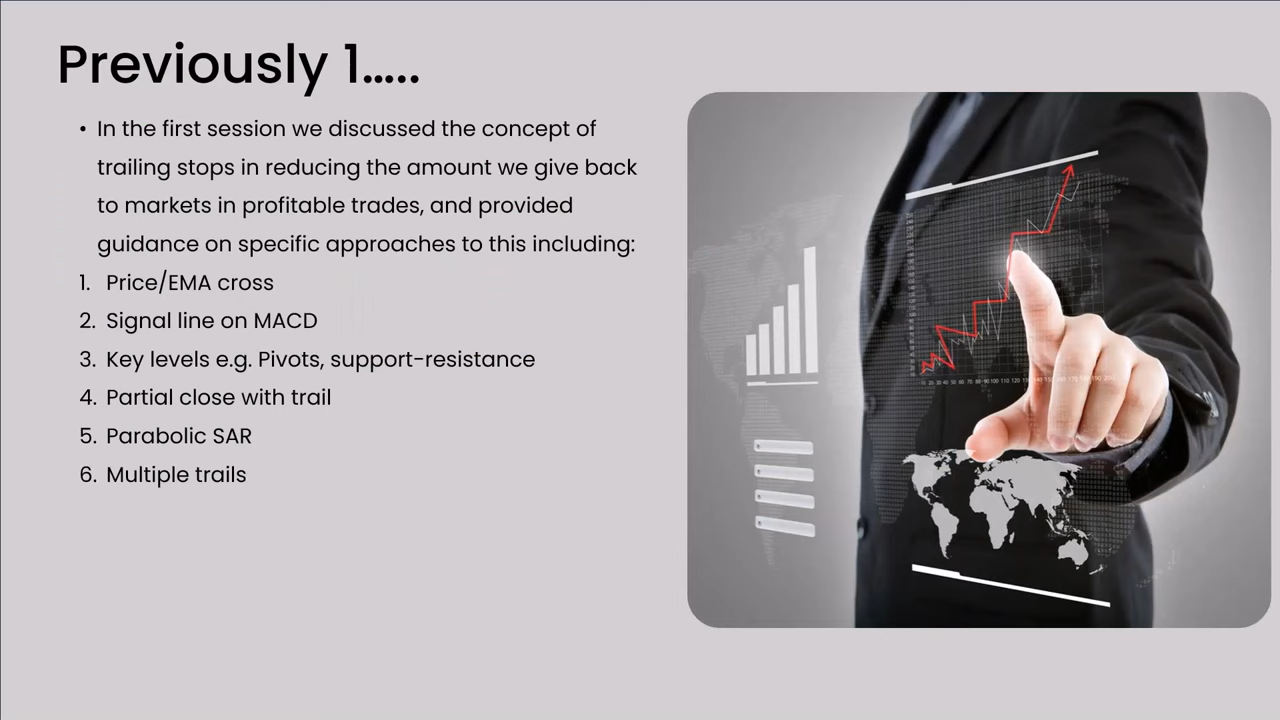 Previously 1.....
• In the first session we discussed the concept of
trailing stops in reducing the amount we give back
to markets in profitable trades, and provided
guidance on specific approaches to this including:
1. Price/EMA cross
2. Signal line on MACD
3. Key levels e.g. Pivots, support-resistance
4. Partial close with trail
5. Parabolic SAR
6. Multiple trails